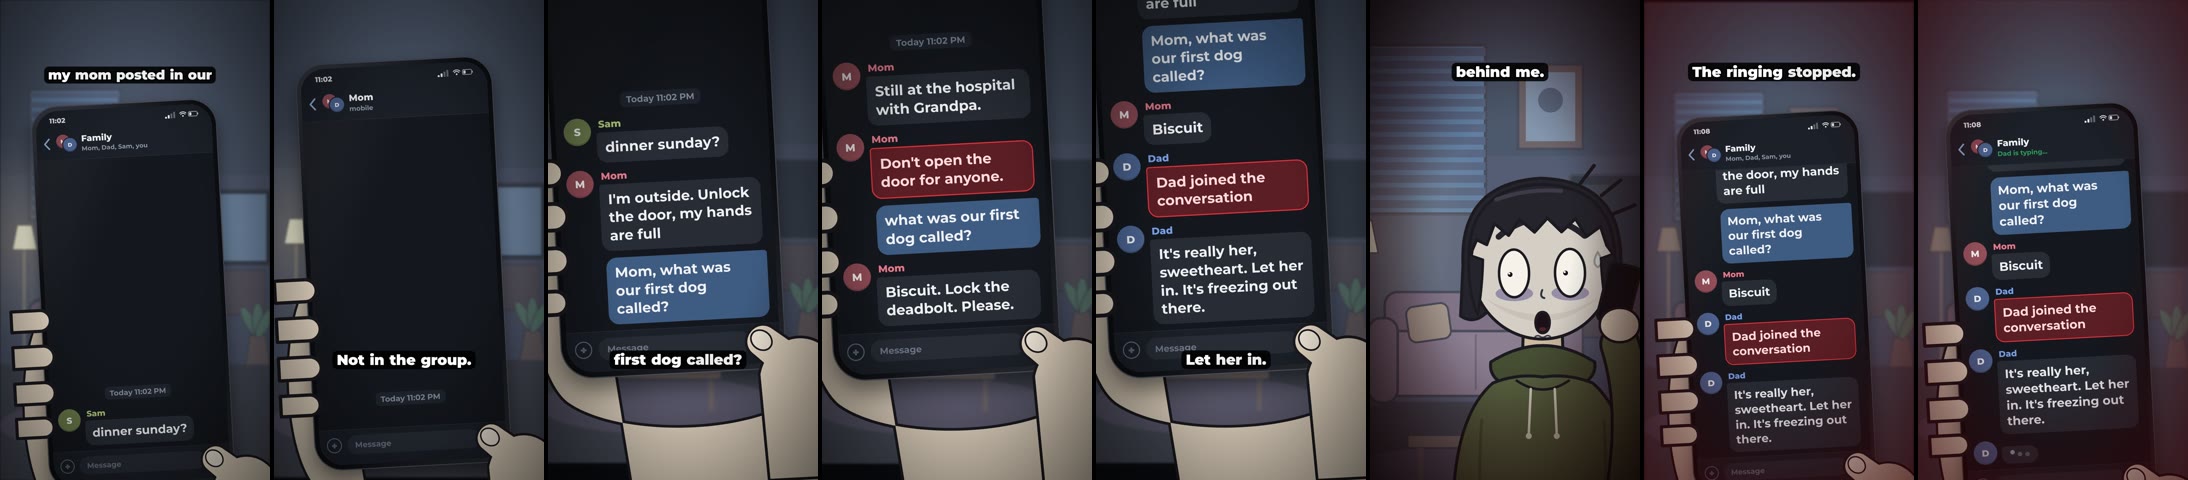 my mom posted in our
11:02
Family
Mom, Dad, Sam, you
Today 11:02 PM
S
Sam
dinner sunday?
Message
11:02
D
Mom
mobile
Not in the group.
Today 11:02 PM
Message
Today 11:02 PM
Sam
S
dinner sunday?
Mom
M
I'm outside. Unlock
the door, my hands
are full
Mom, what was
our first dog
called?
Message
first dog called?
Today 11:02 PM
Mom
M
Still at the hospital
with Grandpa.
Mom
M
Don't open the
door for anyone.
what was our first
dog called?
Mom
M
Biscuit. Lock the
deadbolt. Please.
Message
are full
Mom, what was
our first dog
called?
Mom
M
Biscuit
Dad
D
Dad joined the
conversation
Dad
D
It's really her,
sweetheart. Let her
in. It's freezing out
there.
Message
Let her in.
behind me.
The ringing stopped.
11:08
D
Family
Mom, Dad, Sam, you
the door, my hands
are full
Mom, what was
our first dog
called?
Mom
M
Biscuit
Dad
D
Dad joined the
conversation
Dad
D
It's really her,
sweetheart. Let her
in. It's freezing out
there.
Message
11:08
D
Family
Dad is typing...
Mom, what was
our first dog
called?
Mom
M
Biscuit
Dad
D
Dad joined the
conversation
Dad
D
It's really her,
sweetheart. Let her
in. It's freezing out
there.
D